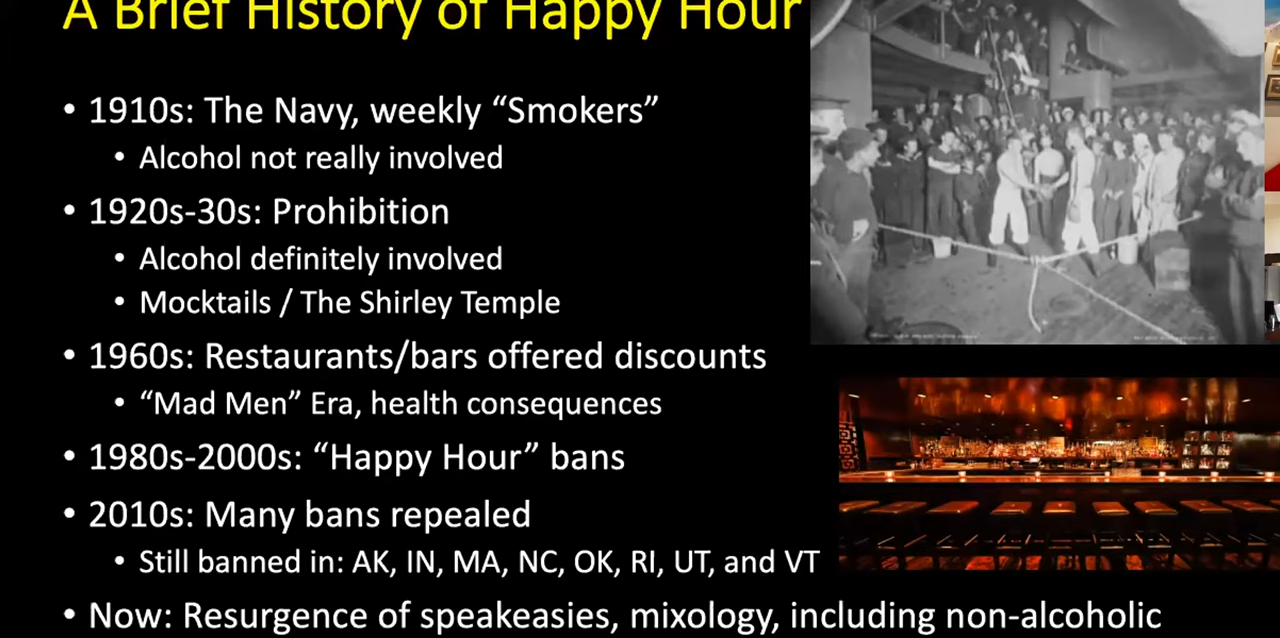 A Brief History of Happy Hour
• 1910s: The Navy, weekly “Smokers”
• Alcohol not really involved
• 1920s-30s: Prohibition
• Alcohol definitely involved
• Mocktails / The Shirley Temple
• 1960s: Restaurants/bars offered discounts
• “Mad Men” Era, health consequences
• 1980s-2000s: “Happy Hour” bans
• 2010s: Many bans repealed
• Still banned in: AK, IN, MA, NC, OK, RI, UT, and VT
• Now: Resurgence of speakeasies, mixology, including non-alcoholic